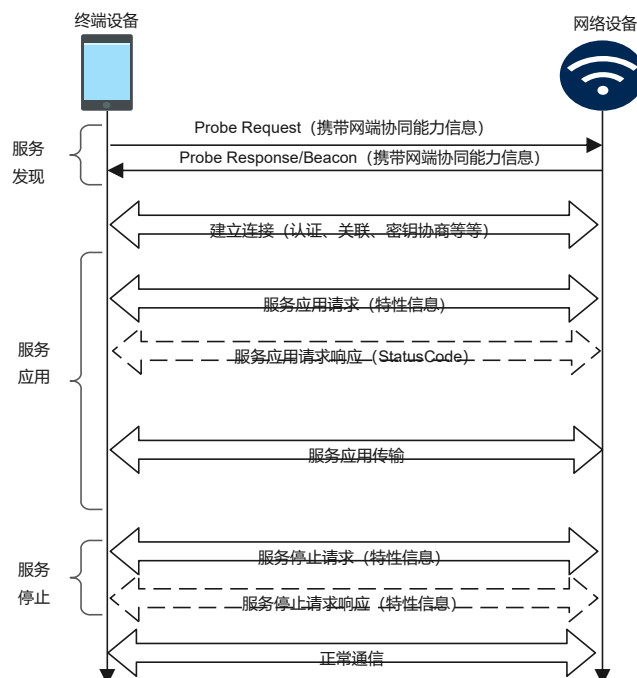 终端设备
网络设备
Probe Request（携带网端协同能力信息）
服务
发现
Probe Response/Beacon（携带网端协同能力信息）
建立连接（认证、关联、密钥协商等等）
服务应用请求（特性信息）
服务
应用
服务应用请求响应（StatusCode）
服务应用传输
服务停止请求（特性信息）
服务
停止
服务停止请求响应（特性信息）
正常通信